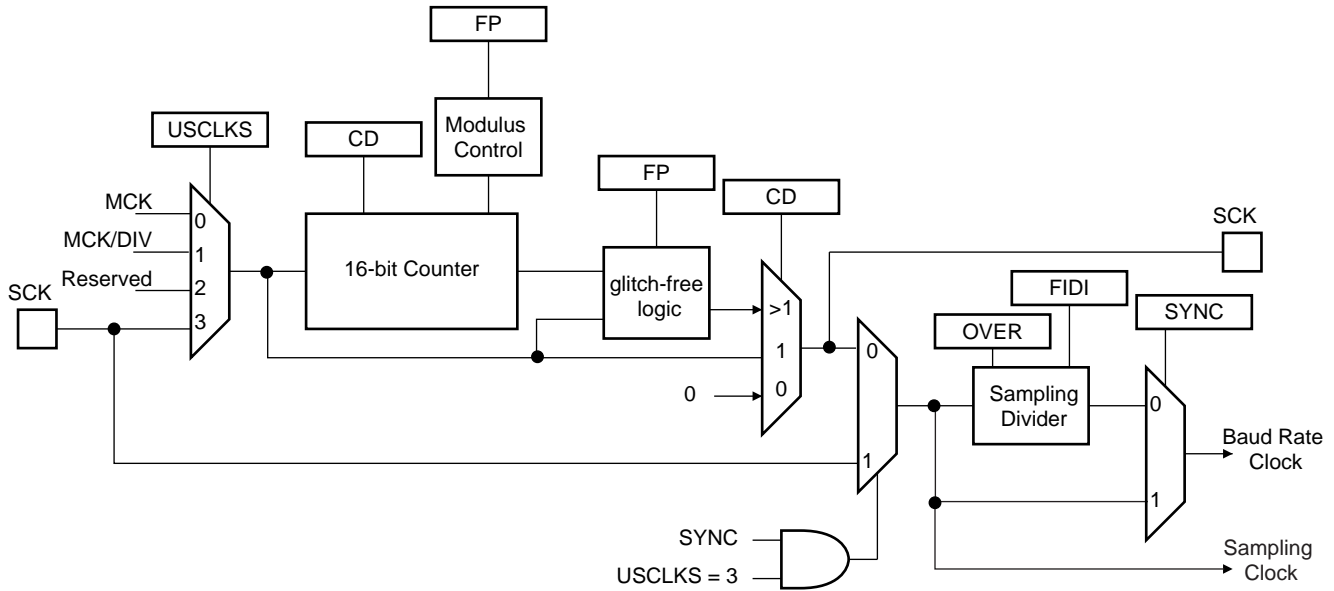 FP
USCLKS
CD
Modulus
Control
FP
CD
SCK
MCK
0
MCK/DIV
1
16-bit Counter
Reserved
2
SCK
3
glitch-free
logic
>1
FIDI
SYNC
OVER
1
0
0
0
Sampling
Divider
0
Baud Rate
Clock
1
1
SYNC
USCLKS = 3
Sampling
Clock